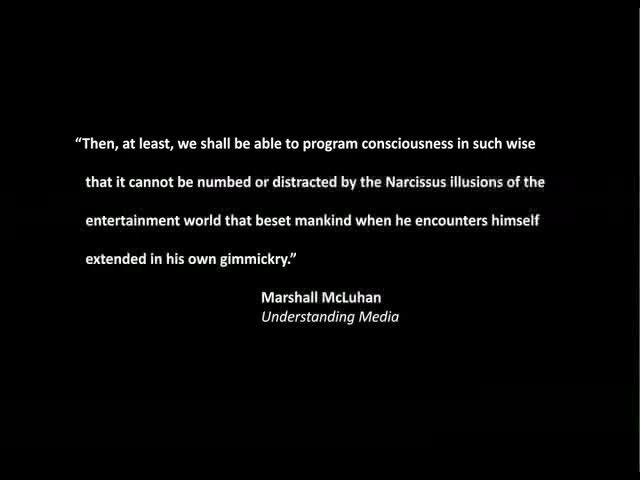 “Then, at least, we shall be able to program consciousness in such wise
that it cannot be numbed or distracted by the Narcissus illusions of the
entertainment world that beset mankind when he encounters himself
extended in his own gimmickry.”
Marshall McLuhan
Understanding Media